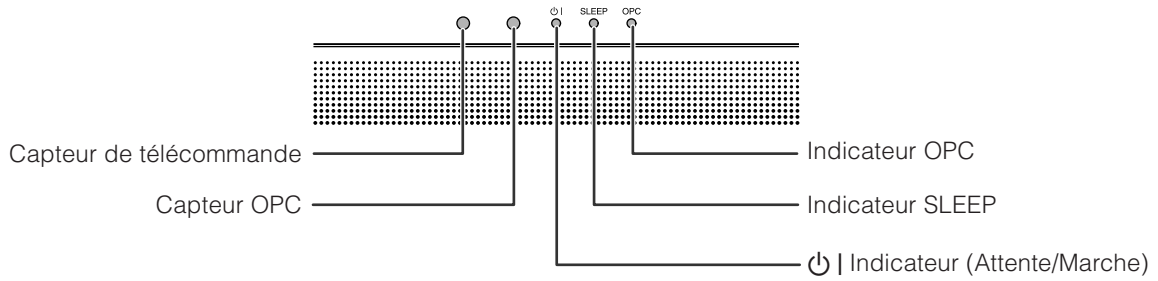 ⏻ | SLEEP OPC
Capteur de télécommande
Indicateur OPC
Capteur OPC
Indicateur SLEEP
⏻ | Indicateur (Attente/Marche)